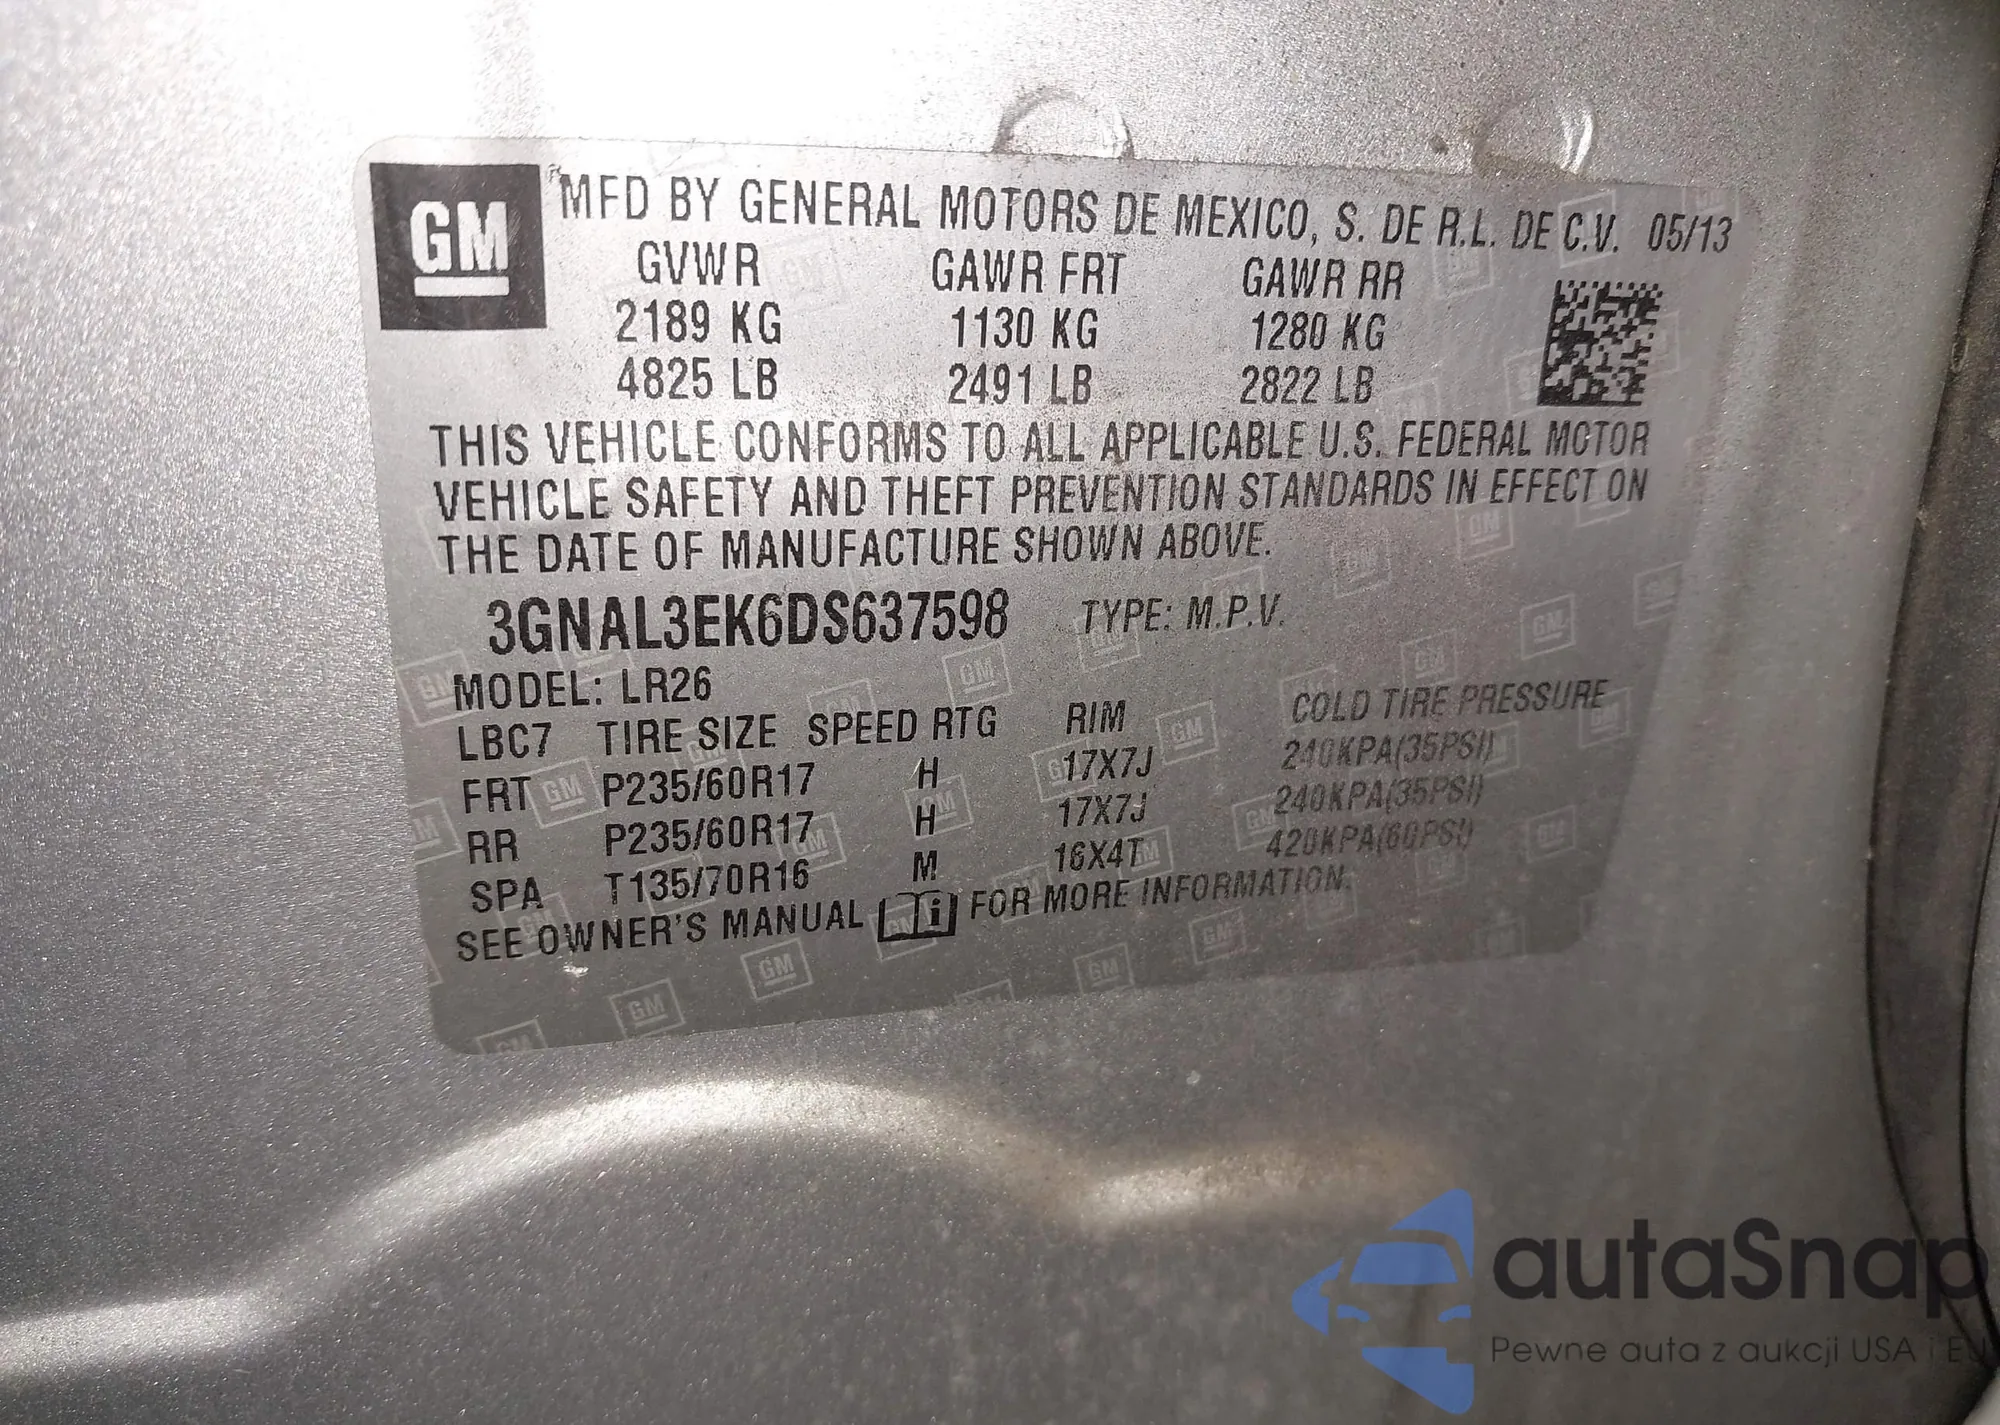 GM
MFD BY GENERAL MOTORS DE MEXICO, S. DE R.L. DE C.V. 05/13
GVWR GAWR FRT GAWR RR
2189 KG 1130 KG 1280 KG
4825 LB 2491 LB 2822 LB
THIS VEHICLE CONFORMS TO ALL APPLICABLE U.S. FEDERAL MOTOR
VEHICLE SAFETY AND THEFT PREVENTION STANDARDS IN EFFECT ON
THE DATE OF MANUFACTURE SHOWN ABOVE.
3GNAL3EK6DS637598 TYPE: M.P.V.
MODEL: LR26
LBC7 TIRE SIZE SPEED RTG RIM COLD TIRE PRESSURE
FRT P235/60R17 H 17X7J 240KPA(35PSI)
RR P235/60R17 H 17X7J 240KPA(35PSI)
SPA T135/70R16 M 16X4T 420KPA(60PSI)
SEE OWNER'S MANUAL i FOR MORE INFORMATION.
autaSnap
Pewne auta z aukcji USA i EU